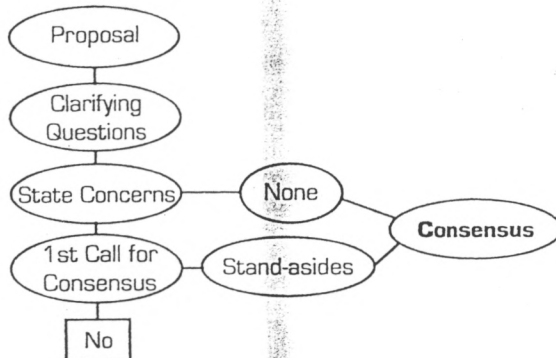 Proposal
Clarifying
Questions
State Concerns
None
Consensus
1st Call for
Consensus
Stand-asides
No